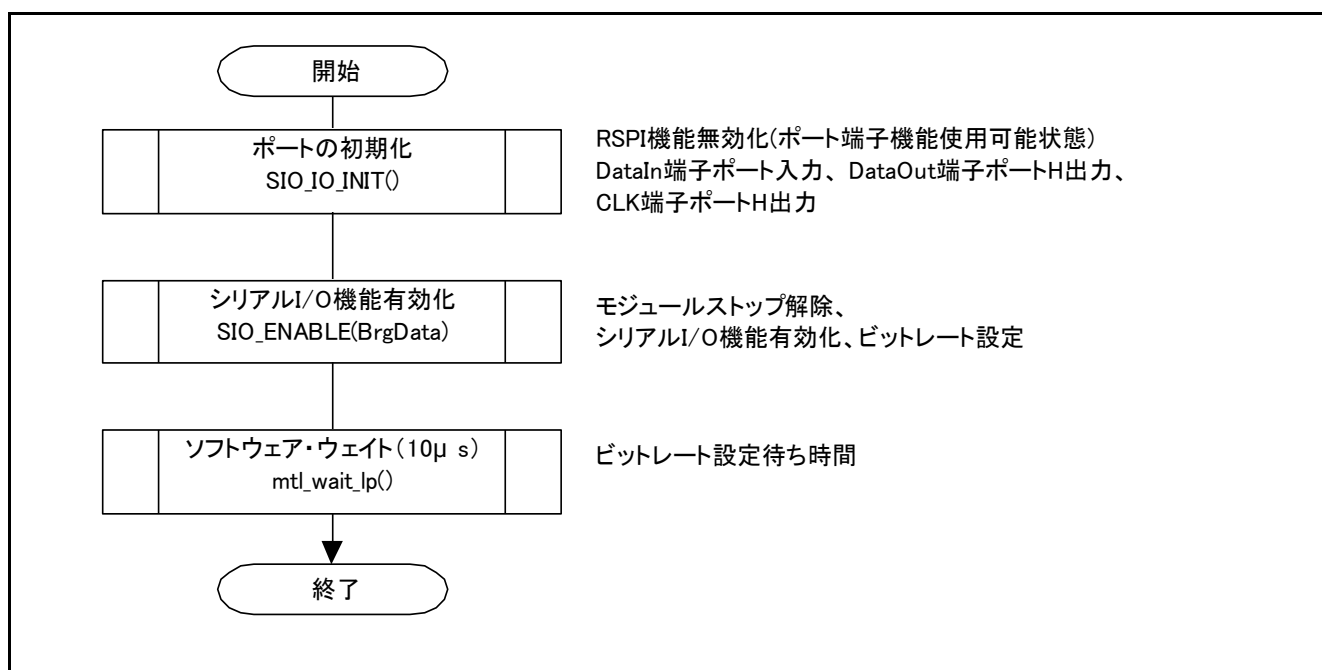 開始
ポートの初期化
SIO_IO_INIT()
RSPI機能無効化(ポート端子機能使用可能状態)
DataIn端子ポート入力、DataOut端子ポートH出力、
CLK端子ポートH出力
シリアルI/O機能有効化
SIO_ENABLE(BrgData)
モジュールストップ解除、
シリアルI/O機能有効化、ビットレート設定
ソフトウェア・ウェイト(10μ s)
mtl_wait_lp()
ビットレート設定待ち時間
終了